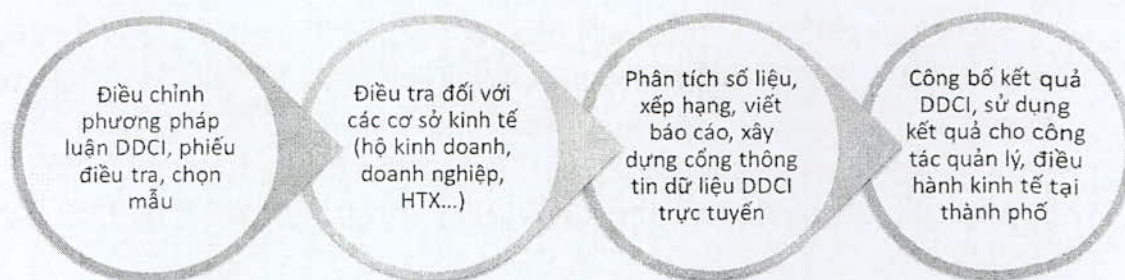 Điều chỉnh
phương pháp
luận DDCI, phiếu
điều tra, chọn
mẫu
Điều tra đối với
các cơ sở kinh tế
(hộ kinh doanh,
doanh nghiệp,
HTX...)
Phân tích số liệu,
xếp hạng, viết
báo cáo, xây
dựng cổng thông
tin dữ liệu DDCI
trực tuyến
Công bố kết quả
DDCI, sử dụng
kết quả cho công
tác quản lý, điều
hành kinh tế tại
thành phố